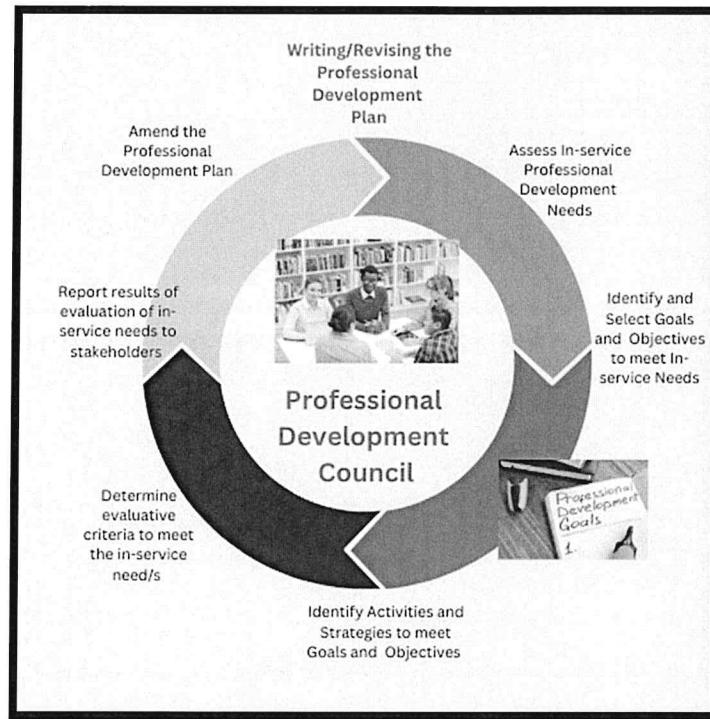 Writing/Revising the
Professional
Development
Plan
Assess In-service
Professional
Development
Needs
Identify and
Select Goals
and Objectives
to meet In-
service Needs
Professional
Development
Goals
1.
Identify Activities and
Strategies to meet
Goals and Objectives
Determine
evaluative
criteria to meet
the in-service
need/s
Report results of
evaluation of in-
service needs to
stakeholders
Amend the
Professional
Development Plan
Professional
Development
Council